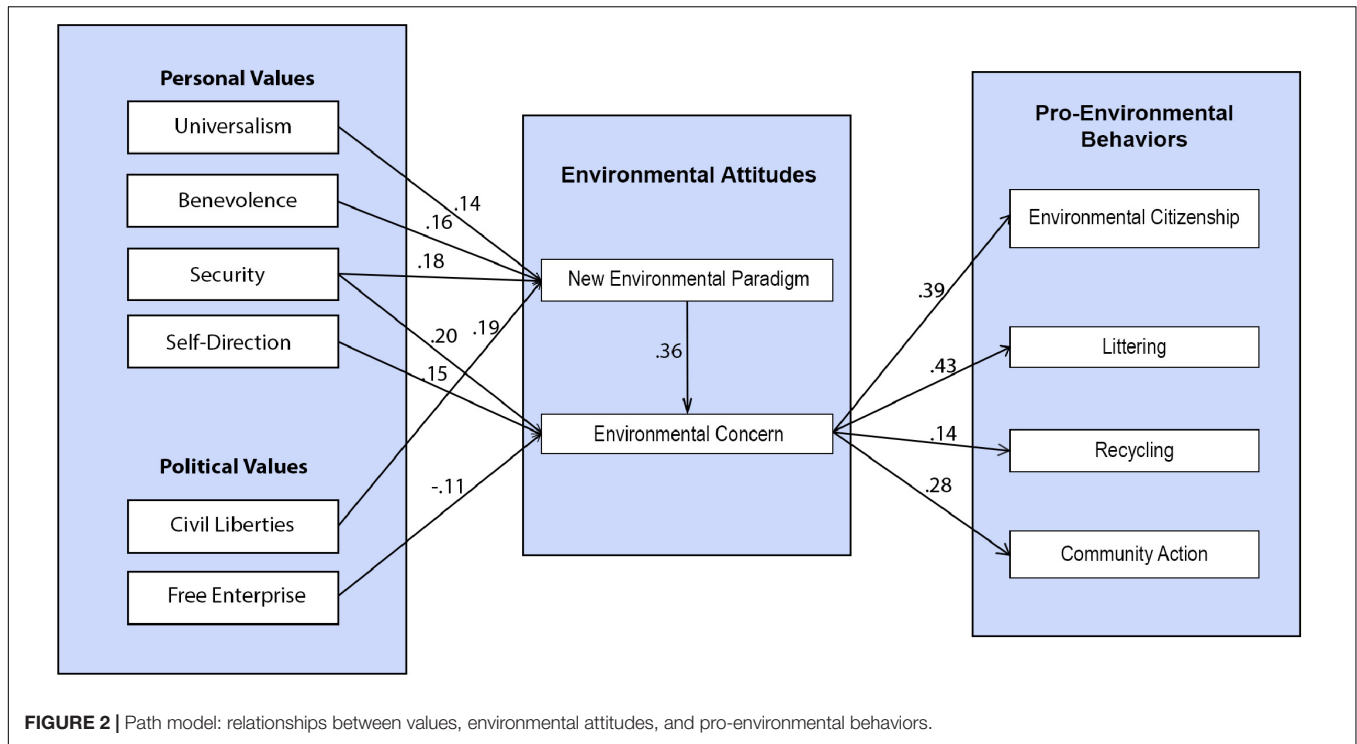 Personal Values
Universalism
Benevolence
Security
Self-Direction
Political Values
Civil Liberties
Free Enterprise
.14
.16
.18
.20
.19
.15
-.11
Environmental Attitudes
New Environmental Paradigm
.36
Environmental Concern
.39
.43
.14
.28
Pro-Environmental
Behaviors
Environmental Citizenship
Littering
Recycling
Community Action
FIGURE 2 | Path model: relationships between values, environmental attitudes, and pro-environmental behaviors.